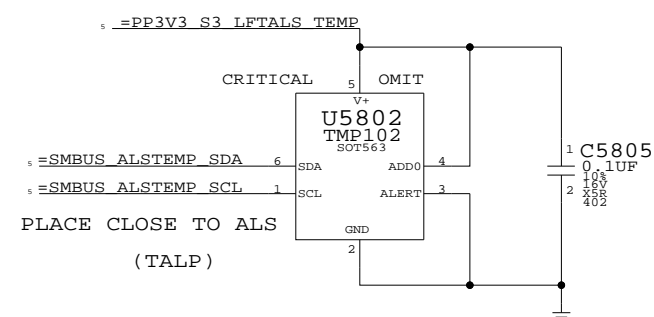 5 =PP3V3_S3_LFTALS_TEMP
CRITICAL 5 OMIT
V+
U5802
TMP102
SOT563
5 =SMBUS_ALSTEMP_SDA 6 SDA ADD0 4
5 =SMBUS_ALSTEMP_SCL 1 SCL ALERT 3
1 C5805
0.1UF
10%
16V
2 X5R
402
PLACE CLOSE TO ALS
GND
2
(TALP)